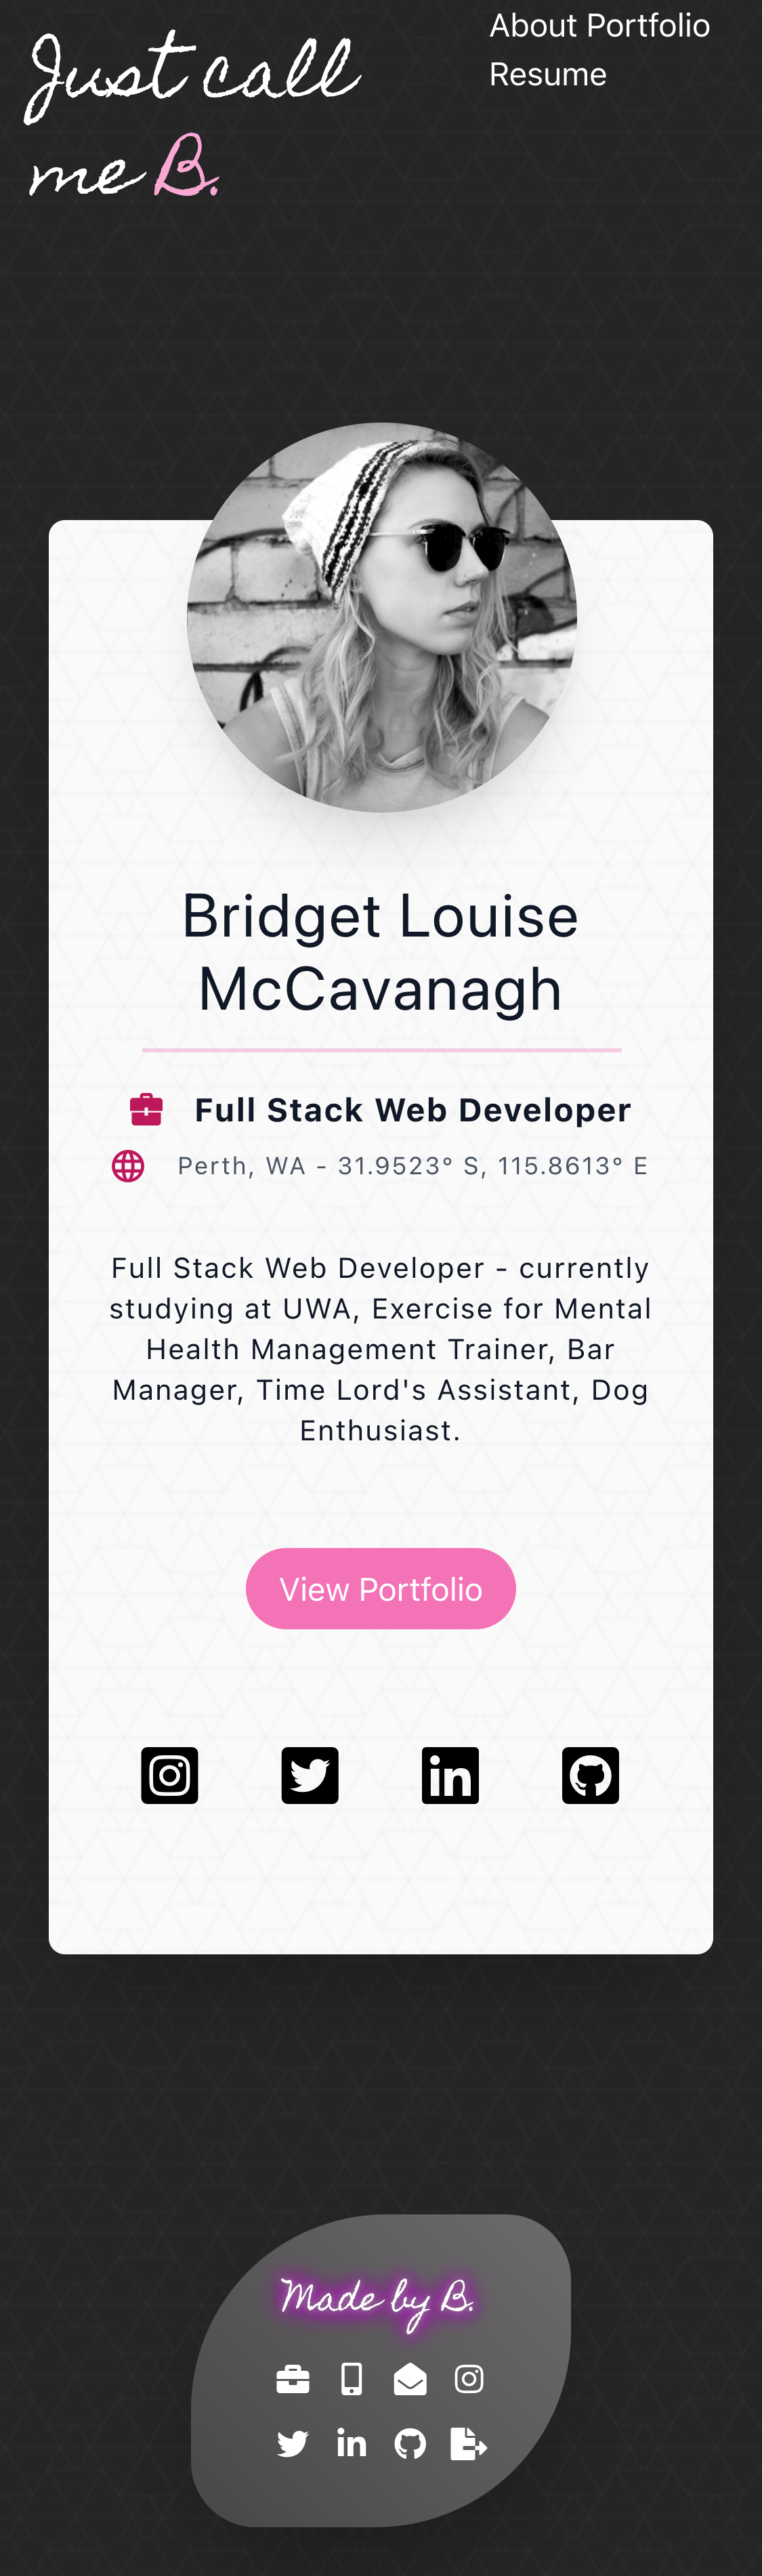 Just call
me B.
About Portfolio
Resume
Bridget Louise
McCavanagh
Full Stack Web Developer
Perth, WA - 31.9523° S, 115.8613° E
Full Stack Web Developer - currently
studying at UWA, Exercise for Mental
Health Management Trainer, Bar
Manager, Time Lord's Assistant, Dog
Enthusiast.
View Portfolio
Made by B.